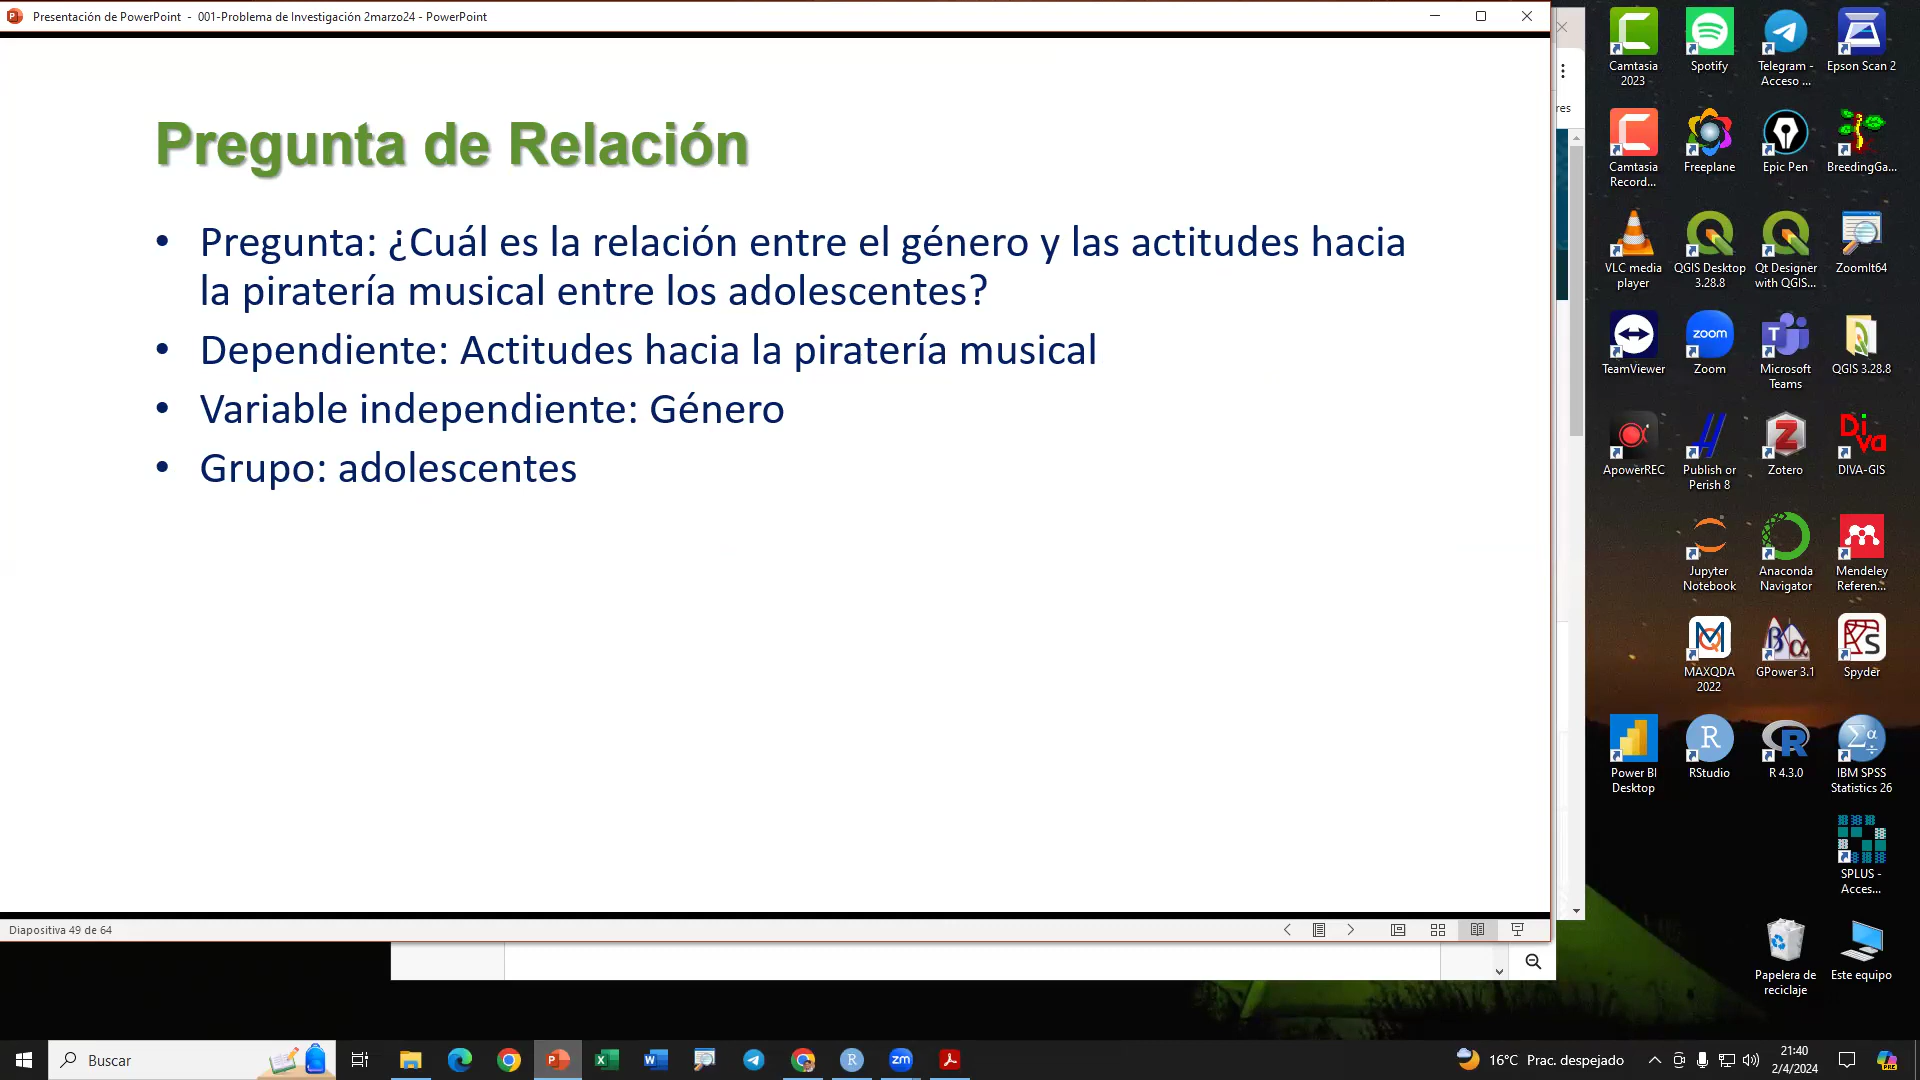 Presentación de PowerPoint - 001-Problema de Investigación 2marzo24 - PowerPoint
Pregunta de Relación
• Pregunta: ¿Cuál es la relación entre el género y las actitudes hacia
la piratería musical entre los adolescentes?
• Dependiente: Actitudes hacia la piratería musical
• Variable independiente: Género
• Grupo: adolescentes
Diapositiva 49 de 64
res
Camtasia
2023
Spotify
Telegram -
Acceso ...
Epson Scan 2
Camtasia
Record...
Freeplane
Epic Pen
BreedingGa...
VLC media
player
QGIS Desktop
3.28.8
Qt Designer
with QGIS...
ZoomIt64
zoom
TeamViewer
Zoom
Microsoft
Teams
QGIS 3.28.8
Diva
ApowerREC
Publish or
Perish 8
Zotero
DIVA-GIS
Jupyter
Notebook
Anaconda
Navigator
Mendeley
Referen...
MAXQDA
2022
GPower 3.1
Spyder
Power BI
Desktop
RStudio
R 4.3.0
IBM SPSS
Statistics 26
SPLUS -
Acces...
Papelera de
reciclaje
Este equipo
Buscar
zm
16°C Prac. despejado
21:40
2/4/2024